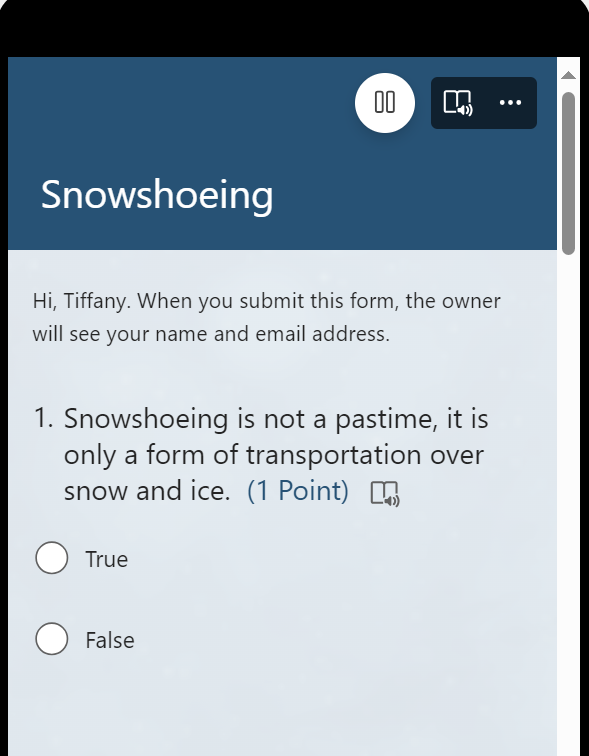 Snowshoeing
Hi, Tiffany. When you submit this form, the owner
will see your name and email address.
1. Snowshoeing is not a pastime, it is
only a form of transportation over
snow and ice. (1 Point)
True
False